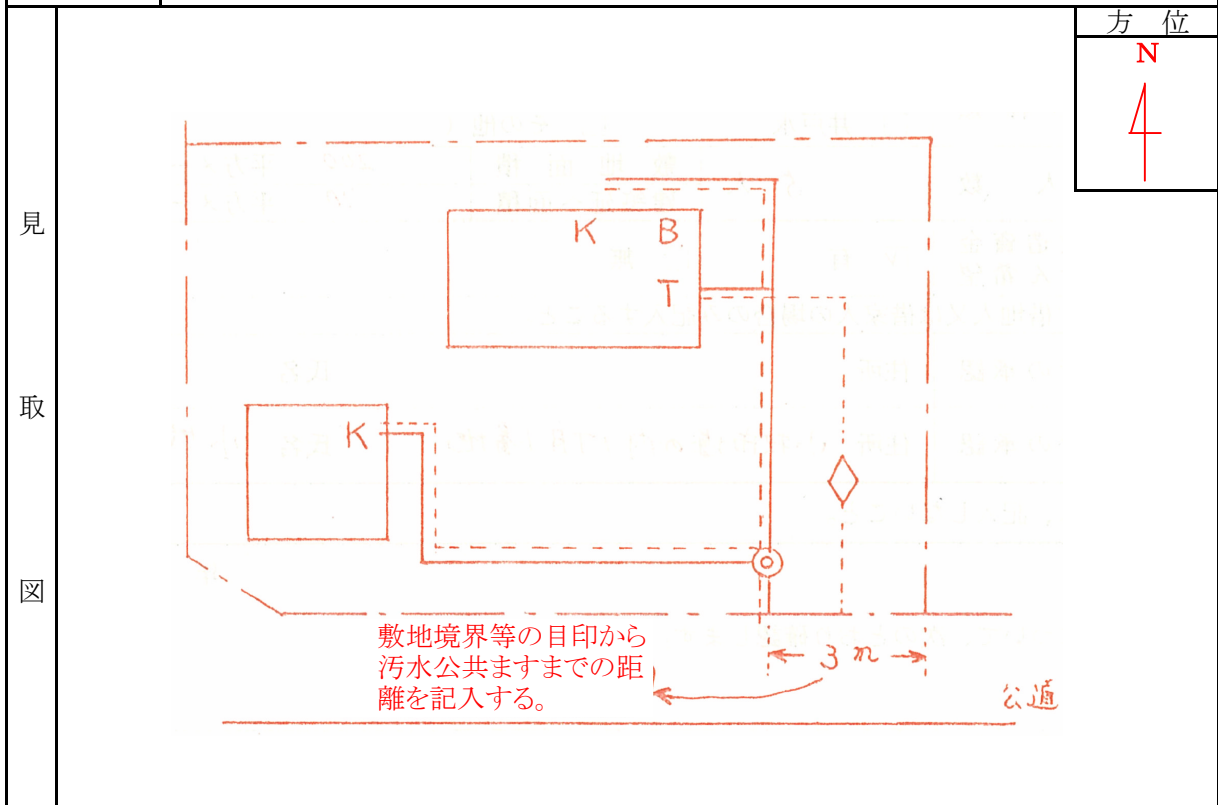 方 位
N
見
取
図
K B
T
K
敷地境界等の目印から
汚水公共ますまでの距
離を記入する。
3m
公道